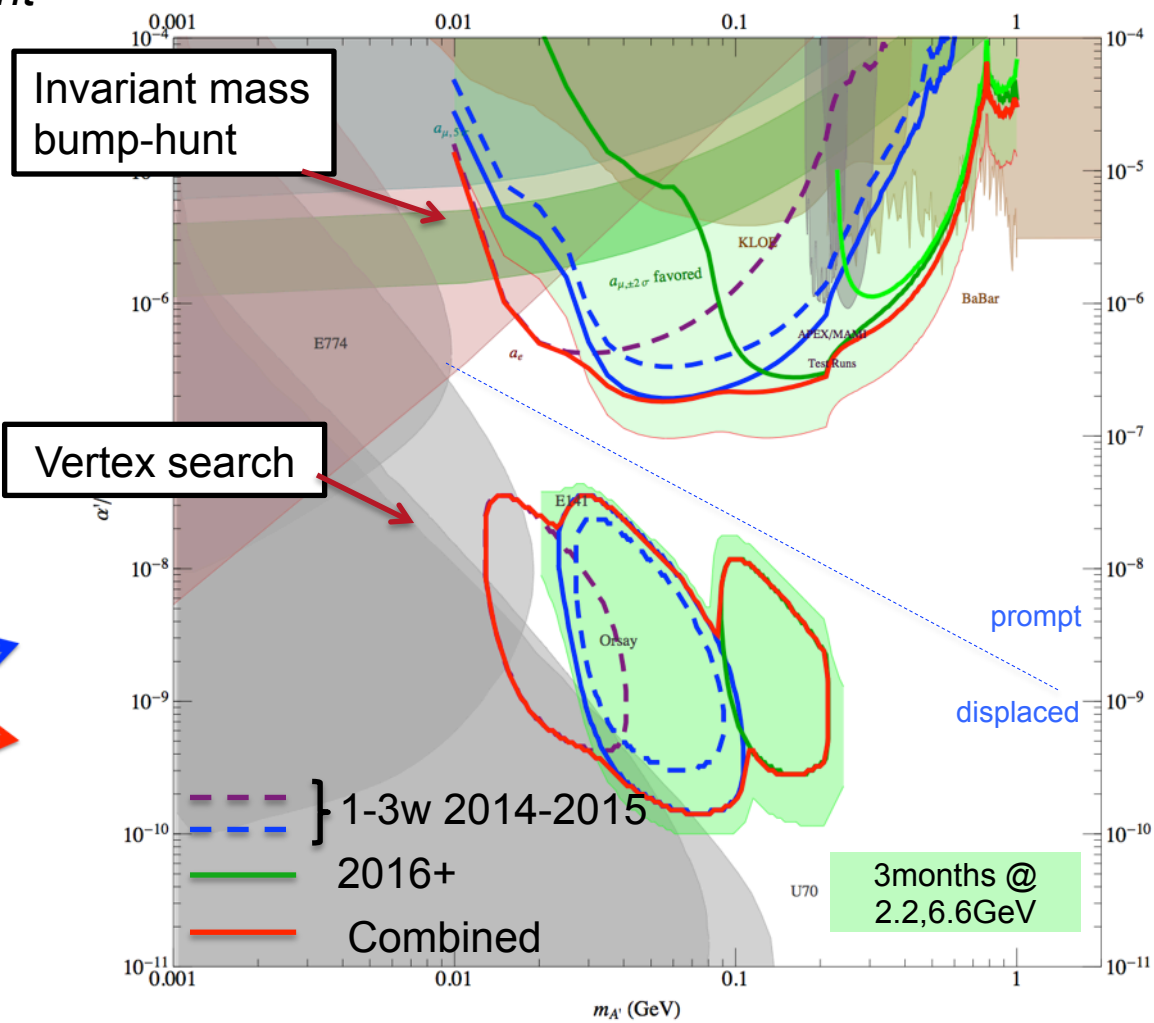 0.001 0.01 0.1 1
10⁻⁴ 10⁻⁴
Invariant mass
bump-hunt
10⁻⁵
KLOE
a_μ,±2σ favored
10⁻⁶ 10⁻⁶
BaBar
E774
APEX/MAMI
a_e
Test Runs
10⁻⁷
Vertex search
α'/
E141
10⁻⁸ 10⁻⁸
prompt
Orsay
10⁻⁹ 10⁻⁹
displaced
1-3w 2014-2015
10⁻¹⁰ 10⁻¹⁰
2016+
3months @
2.2,6.6GeV
U70
Combined
10⁻¹¹ 10⁻¹¹
0.001 0.01 0.1 1
m_A' (GeV)